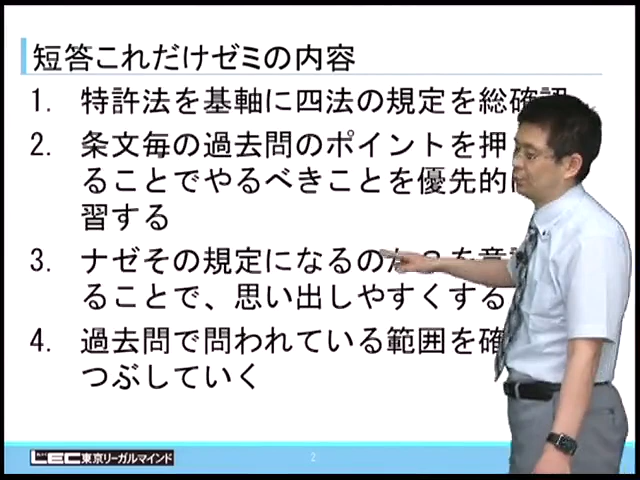 短答これだけゼミの内容
1. 特許法を基軸に四法の規定を総確認
2. 条文毎の過去問のポイントを押
ることでやるべきことを優先的に
習する
3. ナゼその規定になるのか？を意
ることで、思い出しやすくする
4. 過去問で問われている範囲を確
つぶしていく
LEC東京リーガルマインド
2